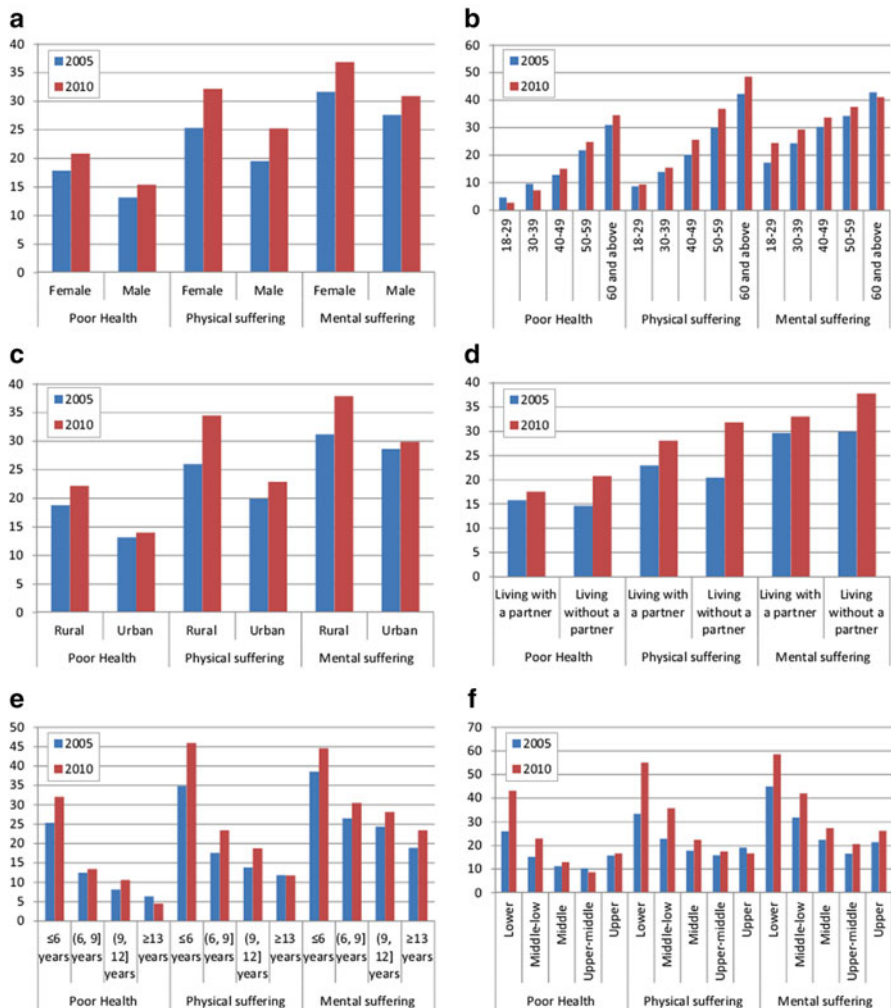 a
40
35
30
25
20
15
10
5
0
2005
2010
Female Male Female Male Female Male
Poor Health Physical suffering Mental suffering
b
60
50
40
30
20
10
0
2005
2010
18-29 30-39 40-49 50-59 60 and above 18-29 30-39 40-49 50-59 60 and above 18-29 30-39 40-49 50-59 60 and above
Poor Health Physical suffering Mental suffering
c
40
35
30
25
20
15
10
5
0
2005
2010
Rural Urban Rural Urban Rural Urban
Poor Health Physical suffering Mental suffering
d
40
35
30
25
20
15
10
5
0
2005
2010
Living with Living Living with Living Living with Living
a partner without a a partner without a a partner without a
partner partner partner
Poor Health Physical suffering Mental suffering
e
50
45
40
35
30
25
20
15
10
5
0
2005
2010
≤6 (6, 9] (9, ≥13 ≤6 (6, 9] (9, ≥13 ≤6 (6, 9] (9, ≥13
years years 12] years years years 12] years years years 12] years
years years years
Poor Health Physical suffering Mental suffering
f
70
60
50
40
30
20
10
0
2005
2010
Lower Middle-low Middle Upper-middle Upper Lower Middle-low Middle Upper-middle Upper Lower Middle-low Middle Upper-middle Upper
Poor Health Physical suffering Mental suffering